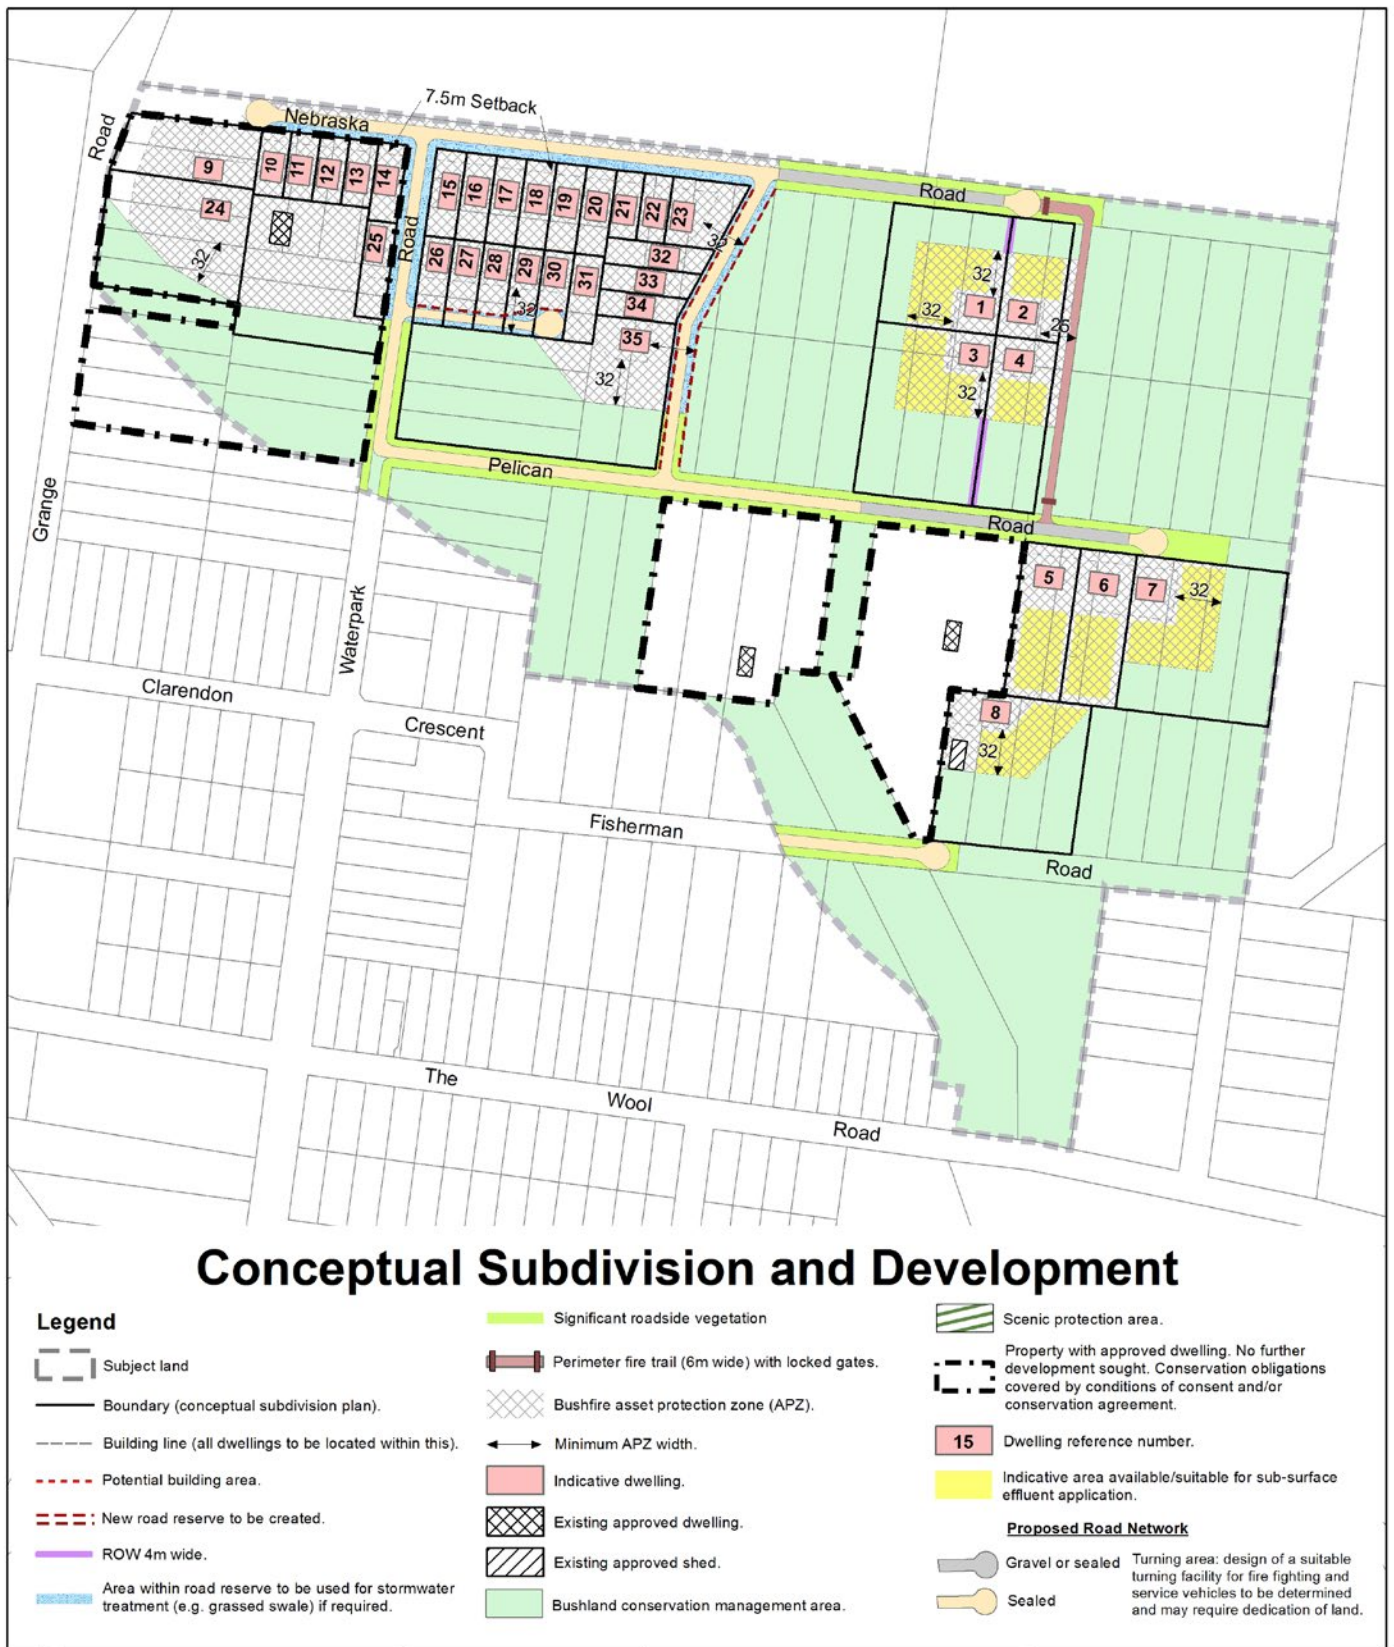 7.5m Setback
Nebraska
Road
Road
9
10
11
12
13
14
15
16
17
18
19
20
21
22
23
24
25
Road
26
27
28
29
30
31
32
33
34
35
32
32
32
32
32
32
1
2
3
4
26
32
Pelican
Road
Grange
Waterpark
5
6
7
32
8
32
Clarendon
Crescent
Fisherman
Road
The
Wool
Road
Conceptual Subdivision and Development
Legend
Subject land
Boundary (conceptual subdivision plan).
Building line (all dwellings to be located within this).
Potential building area.
New road reserve to be created.
ROW 4m wide.
Area within road reserve to be used for stormwater
treatment (e.g. grassed swale) if required.
Significant roadside vegetation
Perimeter fire trail (6m wide) with locked gates.
Bushfire asset protection zone (APZ).
Minimum APZ width.
Indicative dwelling.
Existing approved dwelling.
Existing approved shed.
Bushland conservation management area.
Scenic protection area.
Property with approved dwelling. No further
development sought. Conservation obligations
covered by conditions of consent and/or
conservation agreement.
15
Dwelling reference number.
Indicative area available/suitable for sub-surface
effluent application.
Proposed Road Network
Gravel or sealed
Sealed
Turning area: design of a suitable
turning facility for fire fighting and
service vehicles to be determined
and may require dedication of land.